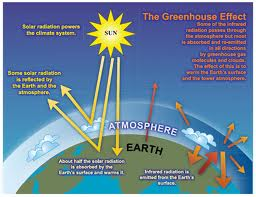 The Greenhouse Effect
Some of the infrared
radiation passes through
the atmosphere but most
is absorbed and re-emitted
in all directions
by greenhouse gas
molecules and clouds.
The effect of this is to
warm the Earth's surface
and the lower atmosphere.
Solar radiation powers
the climate system.
SUN
Some solar radiation
is reflected by
the Earth and the
atmosphere.
ATMOSPHERE
EARTH
About half the solar radiation
is absorbed by the
Earth's surface and warms it.
Infrared radiation is
emitted from the Earth's
surface.